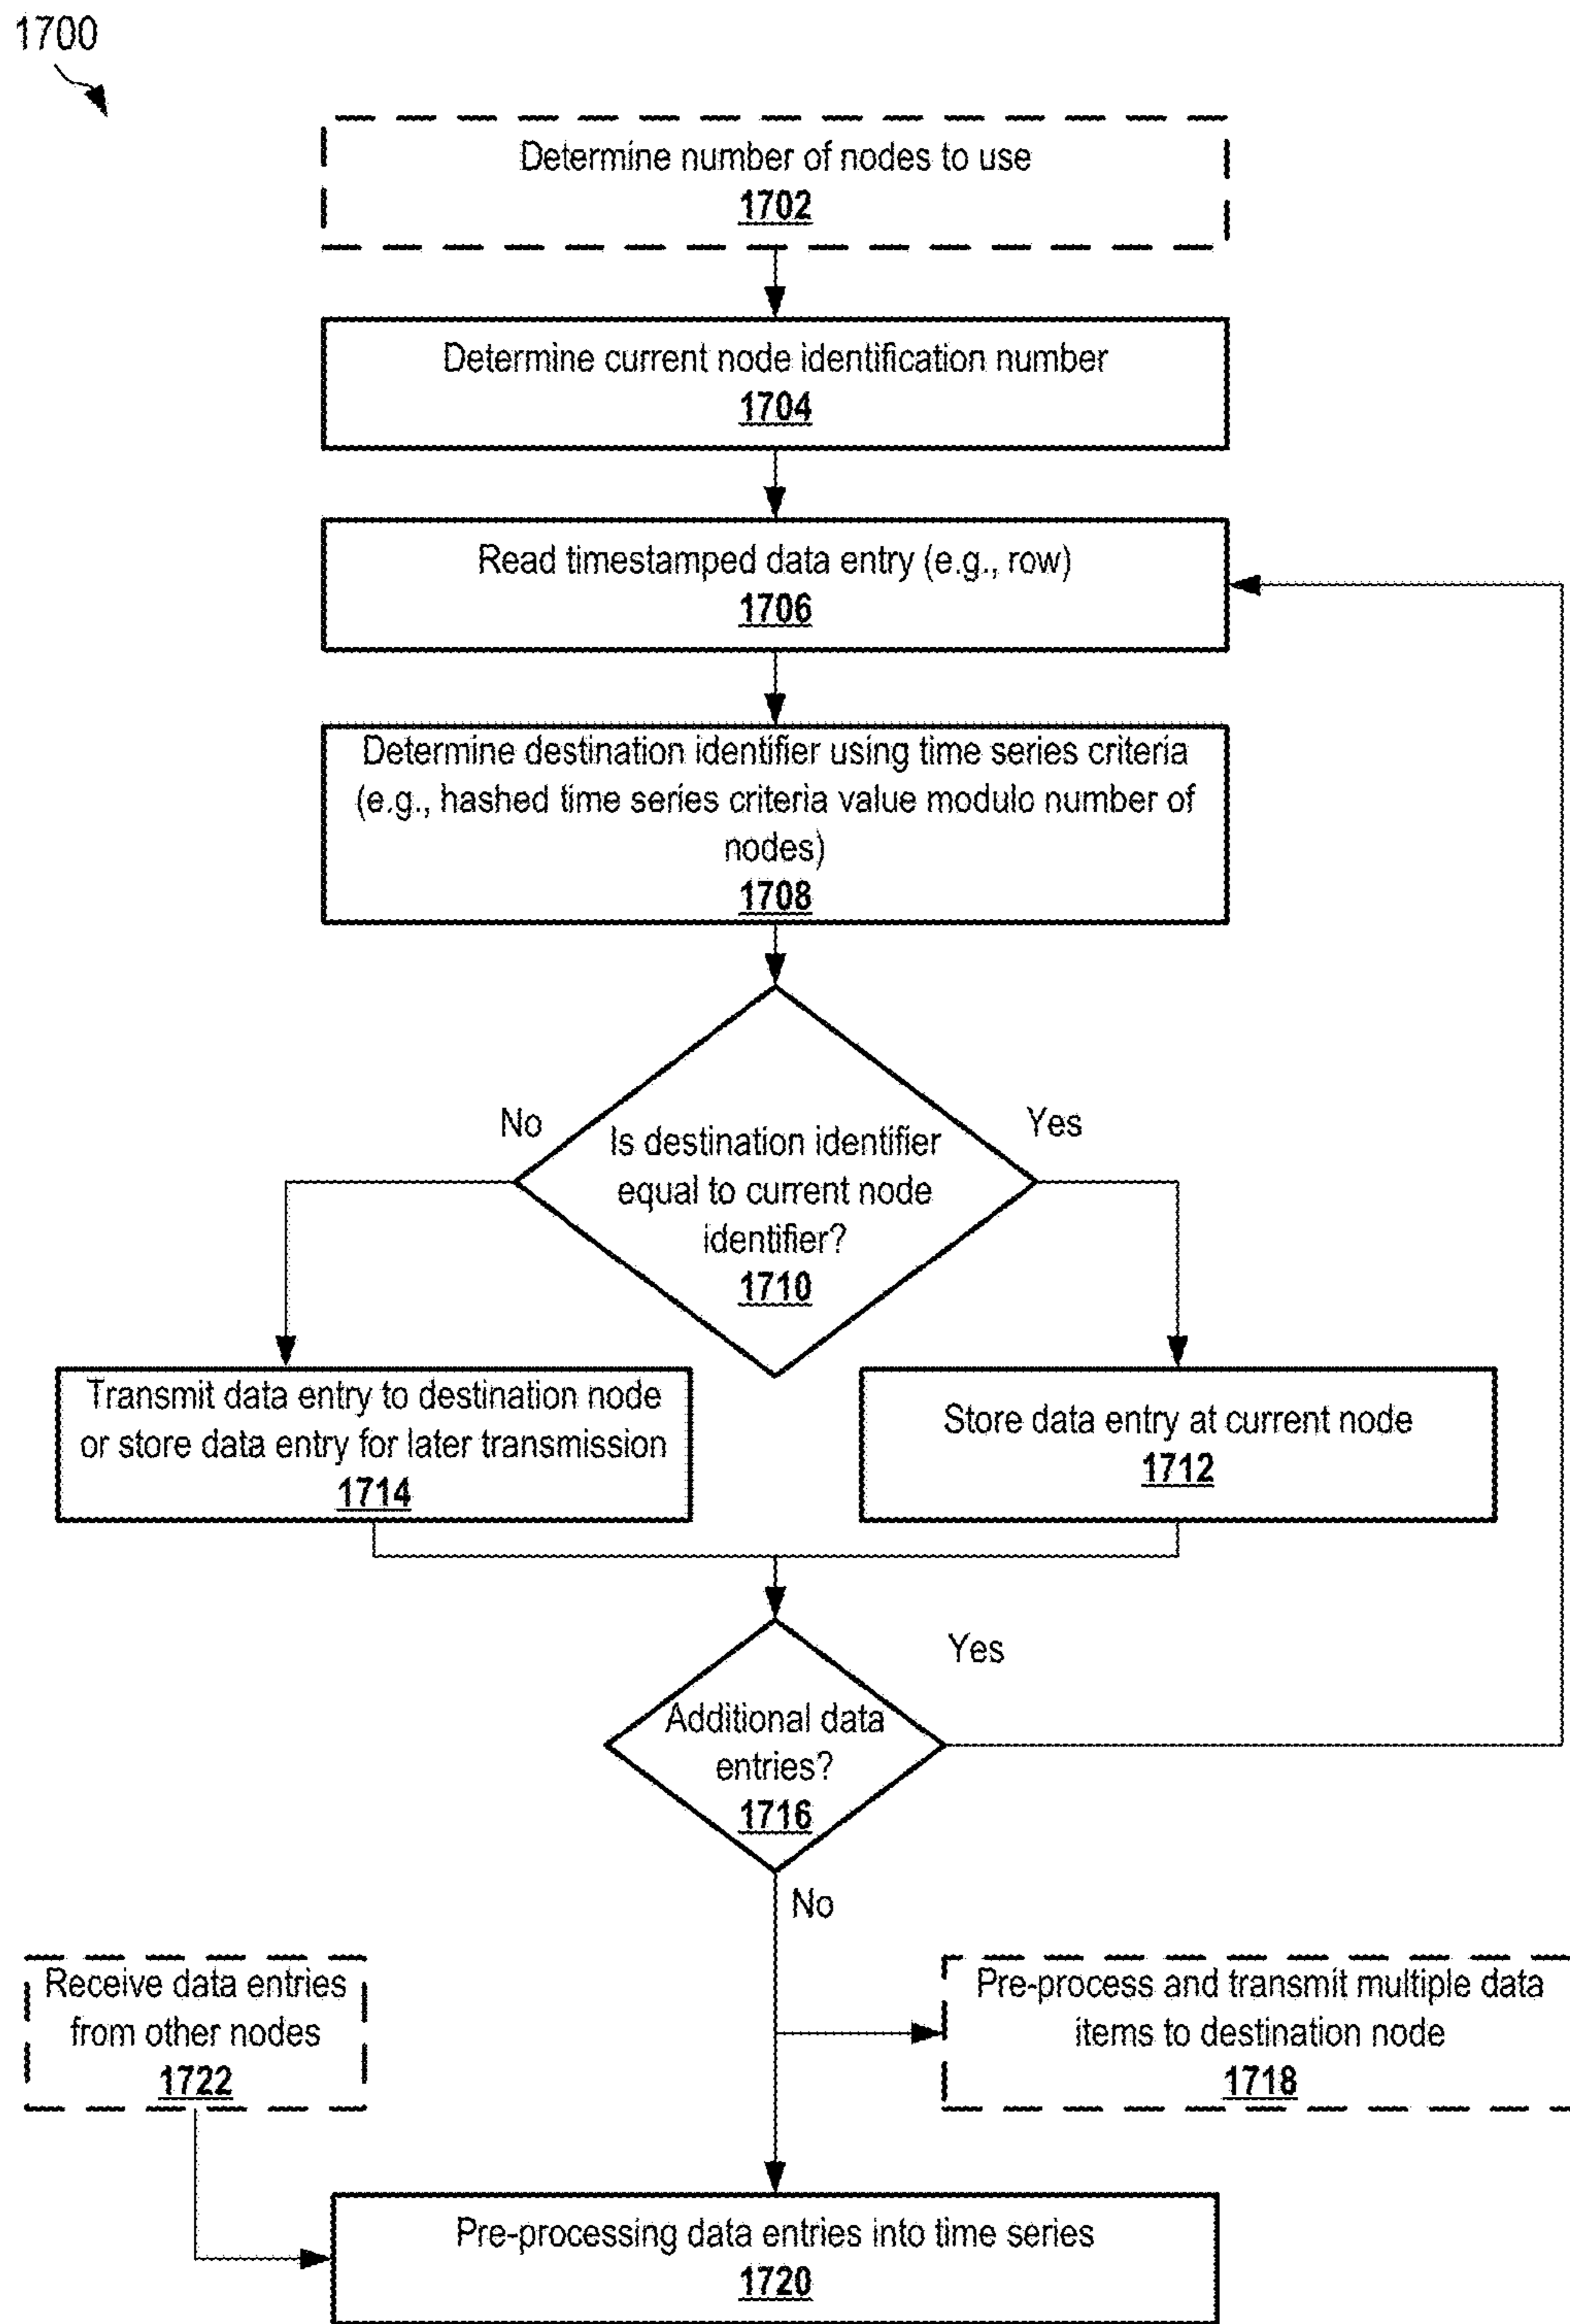 1700
Determine number of nodes to use
1702
Determine current node identification number
1704
Read timestamped data entry (e.g., row)
1706
Determine destination identifier using time series criteria
(e.g., hashed time series criteria value modulo number of
nodes)
1708
No
Yes
Is destination identifier
equal to current node
identifier?
1710
Transmit data entry to destination node
or store data entry for later transmission
1714
Store data entry at current node
1712
Yes
Additional data
entries?
1716
No
Receive data entries
from other nodes
1722
Pre-process and transmit multiple data
items to destination node
1718
Pre-processing data entries into time series
1720